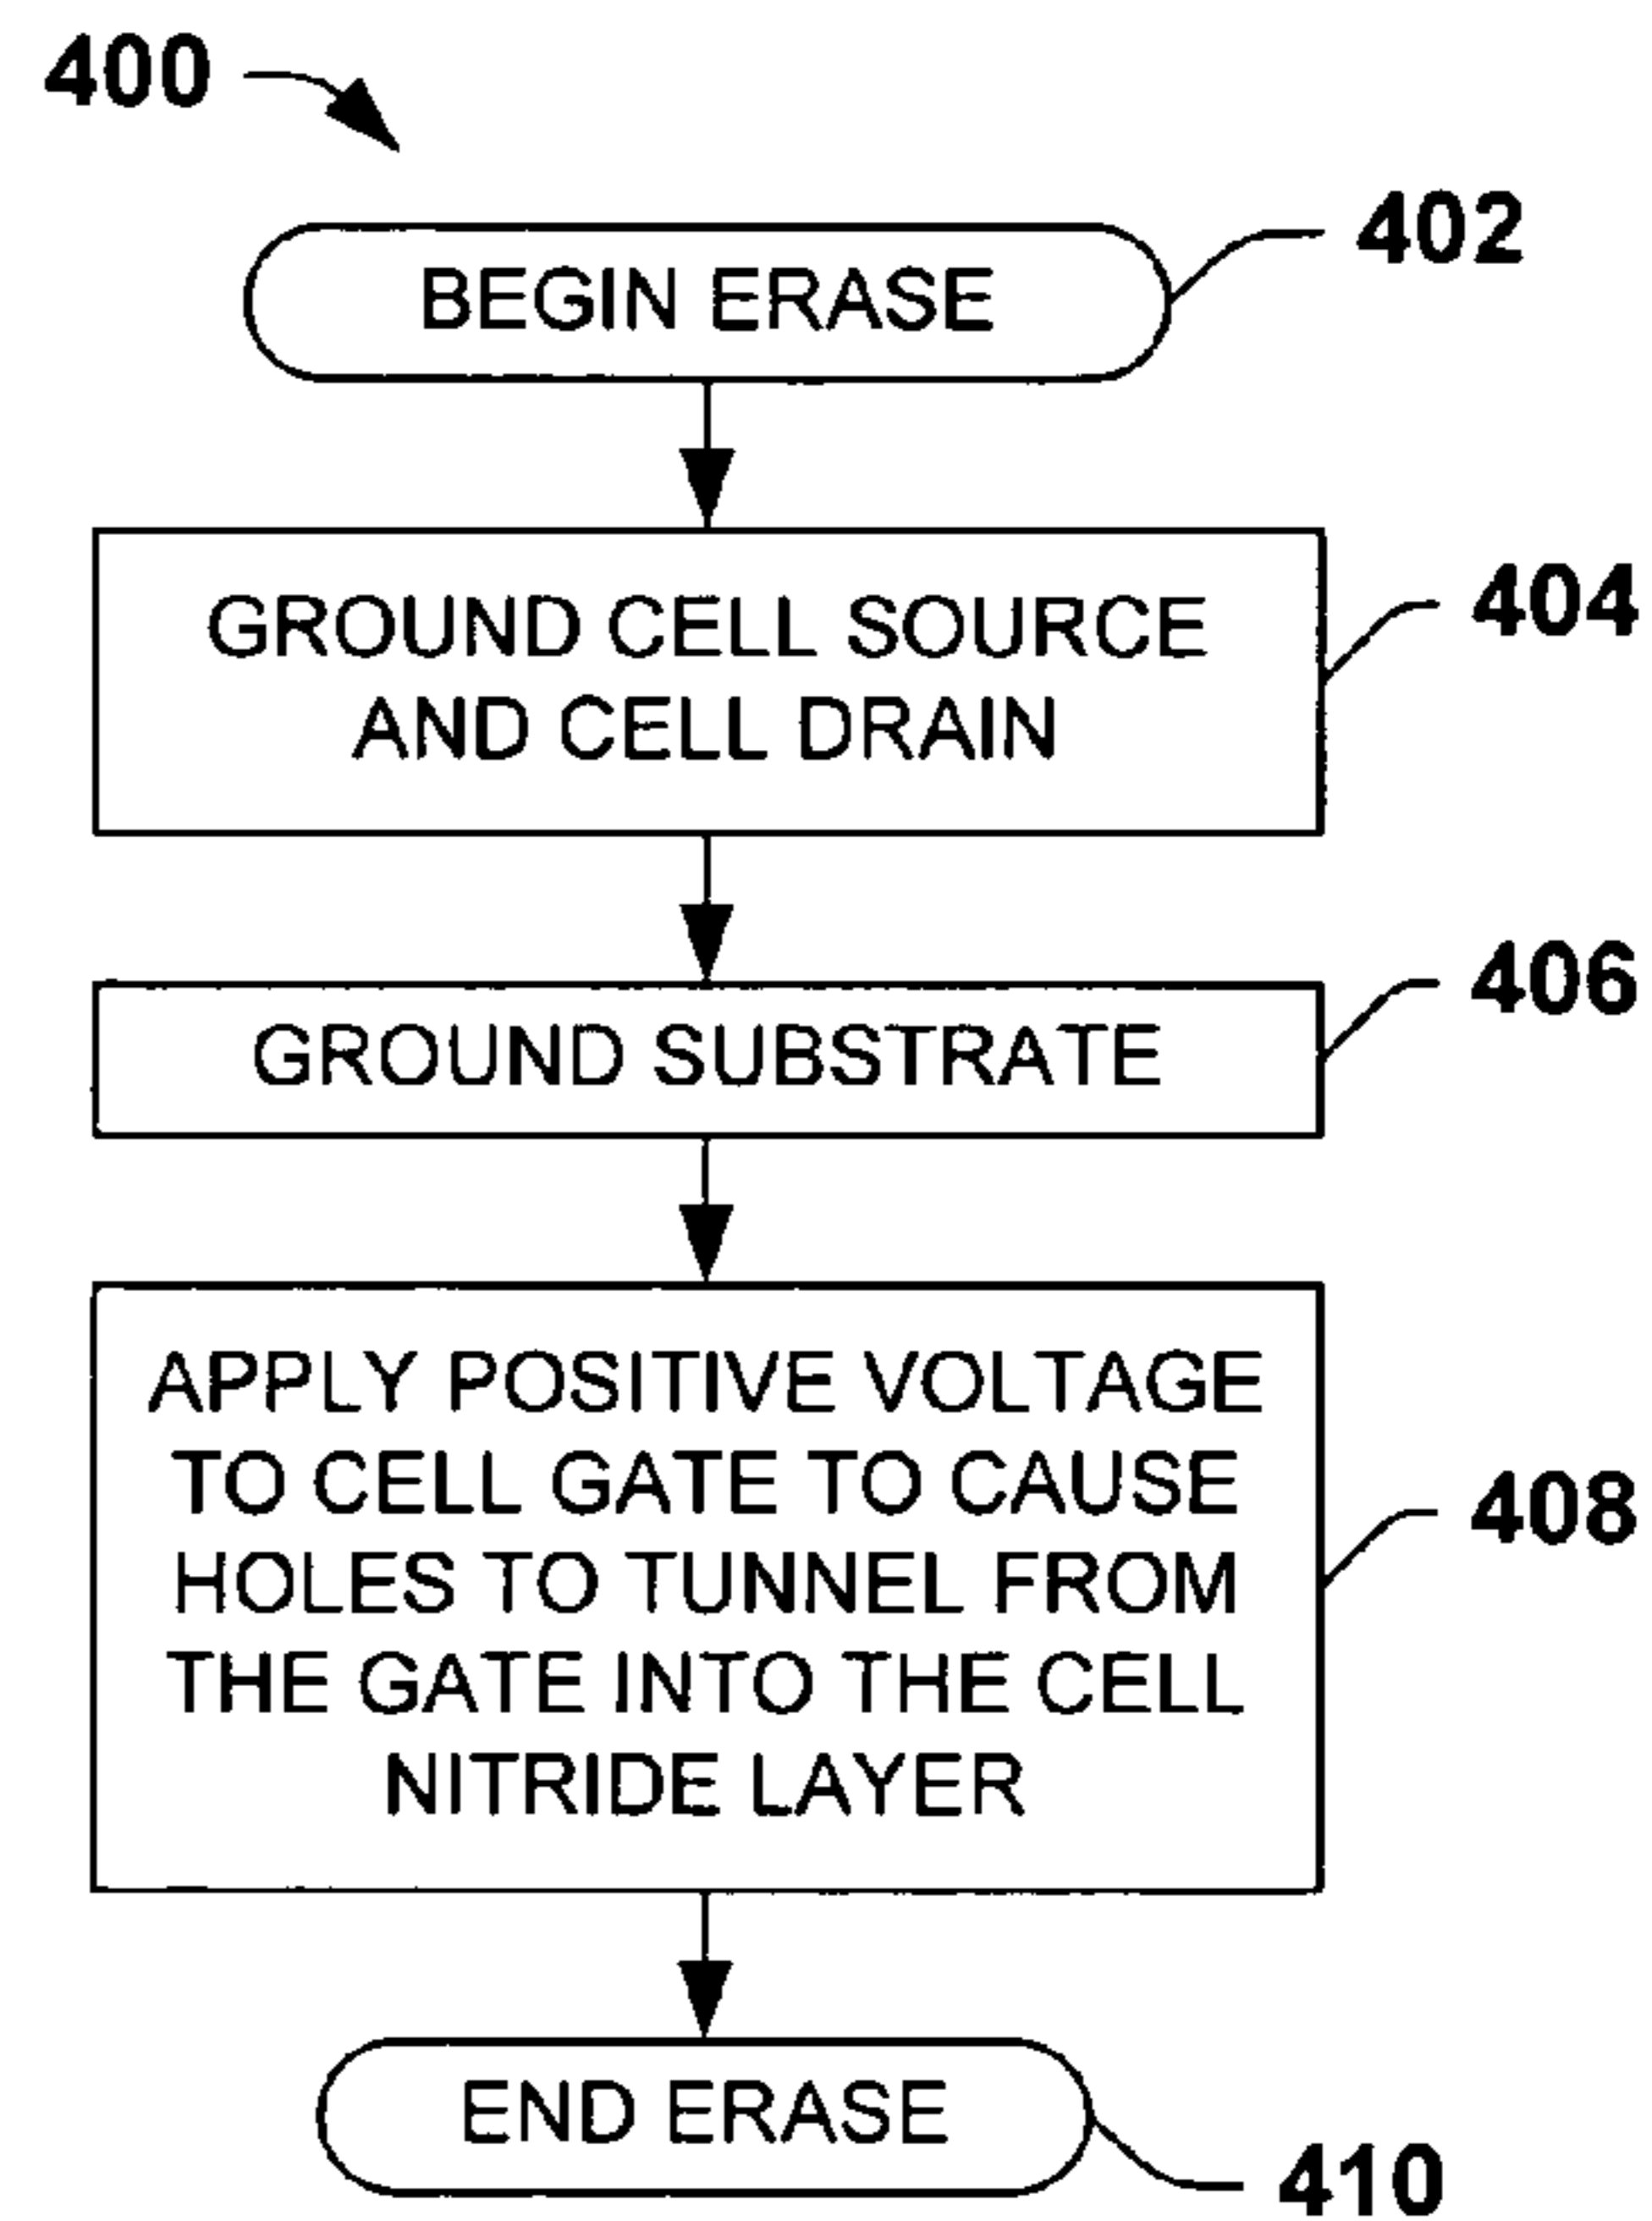 400
402
BEGIN ERASE
404
GROUND CELL SOURCE
AND CELL DRAIN
406
GROUND SUBSTRATE
APPLY POSITIVE VOLTAGE
TO CELL GATE TO CAUSE
408
HOLES TO TUNNEL FROM
THE GATE INTO THE CELL
NITRIDE LAYER
END ERASE
410